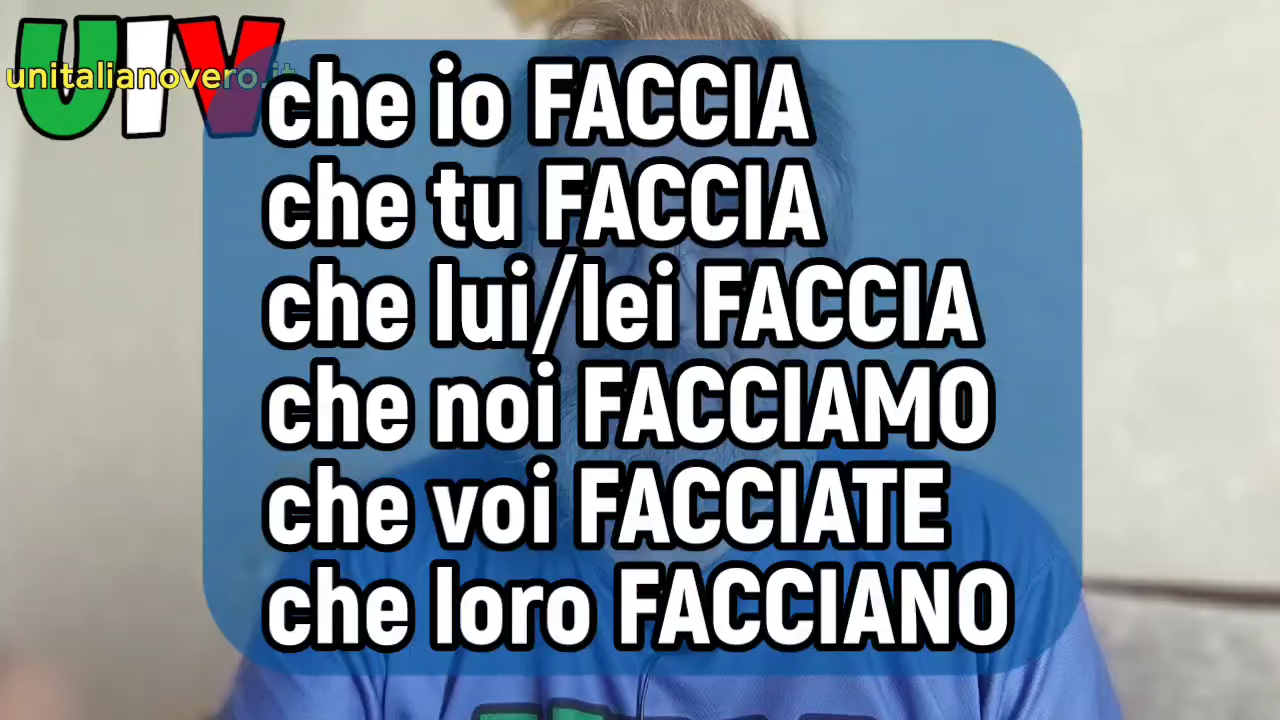 UIV
unitalianovero.it
che io FACCIA
che tu FACCIA
che lui/lei FACCIA
che noi FACCIAMO
che voi FACCIATE
che loro FACCIANO